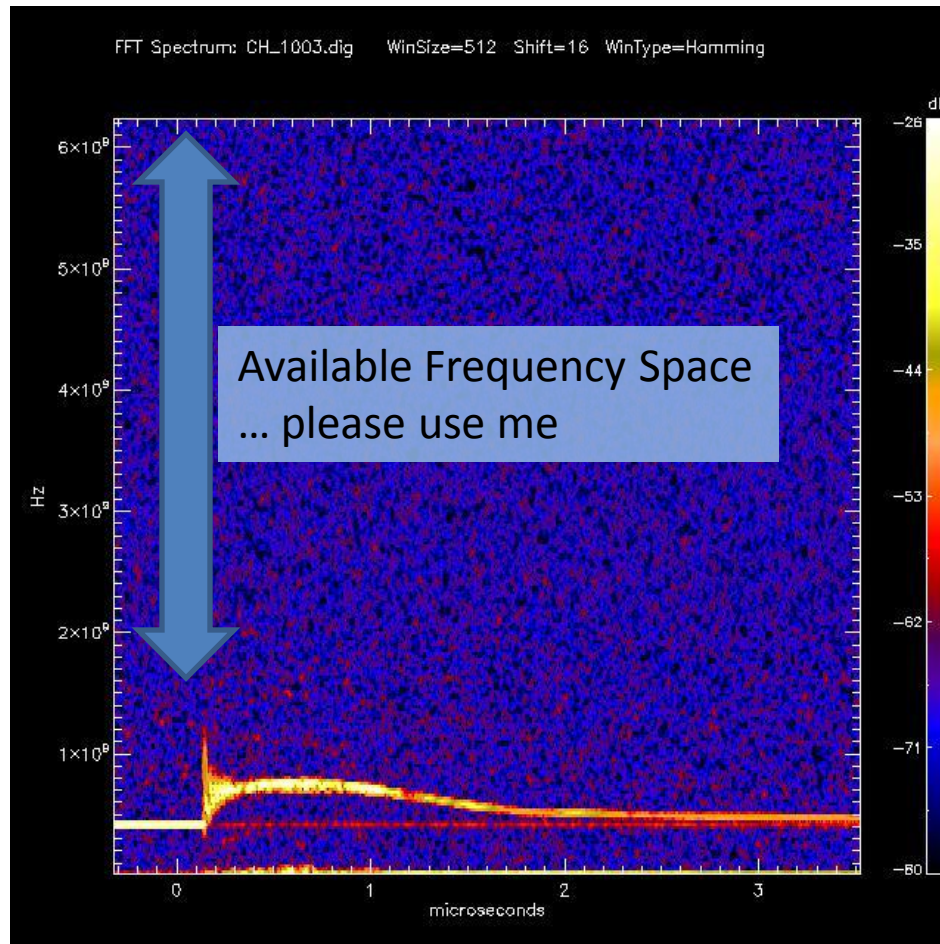 FFT Spectrum: CH_1003.dig WinSize=512 Shift=16 WinType=Hamming
dB
-26
6×10⁹
-35
5×10⁹
Available Frequency Space
-44
4×10⁹
... please use me
-53
Hz
3×10⁹
-62
2×10⁹
-71
1×10⁹
-80
0 1 2 3
microseconds